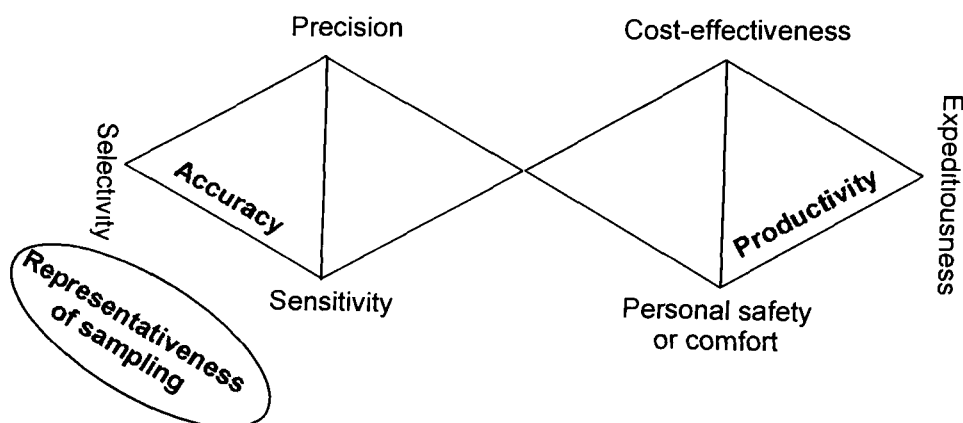 Precision
Cost-effectiveness
Selectivity
Accuracy
Productivity
Expeditiousness
Representativeness
of sampling
Sensitivity
Personal safety
or comfort